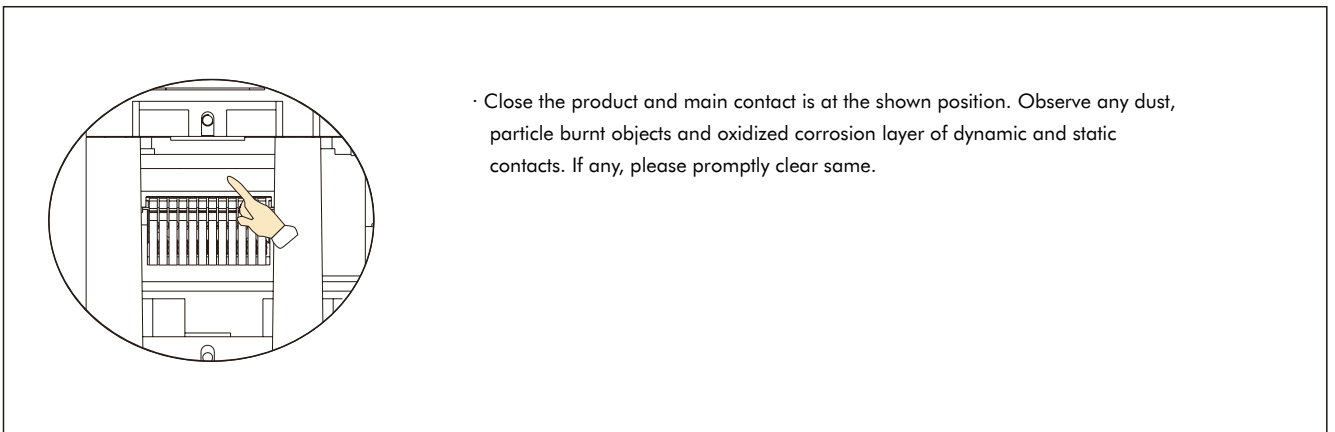 · Close the product and main contact is at the shown position. Observe any dust,
particle burnt objects and oxidized corrosion layer of dynamic and static
contacts. If any, please promptly clear same.